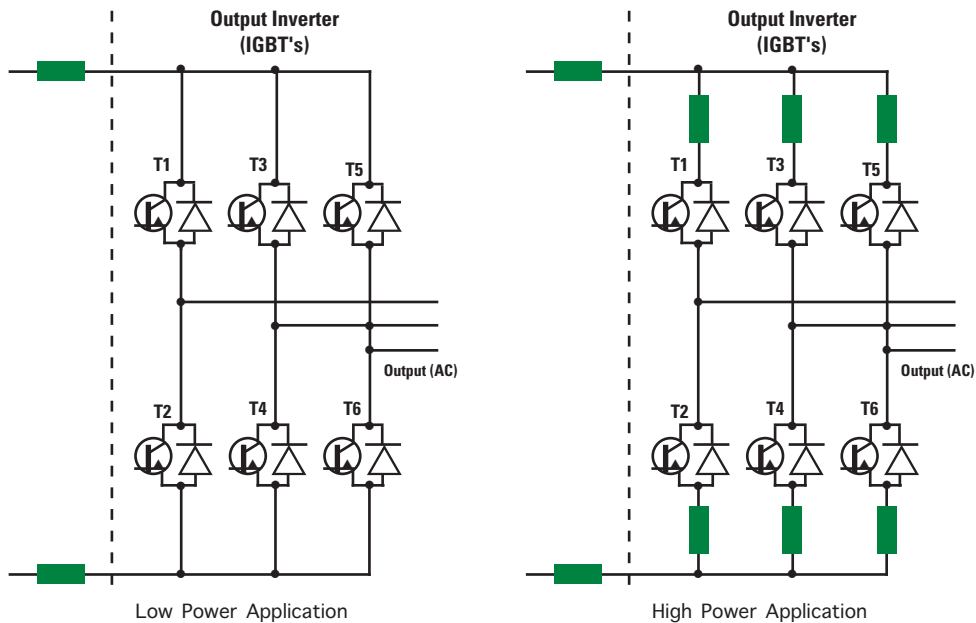 Output Inverter
(IGBT's)
T1
T3
T5
Output (AC)
T2
T4
T6
Low Power Application
Output Inverter
(IGBT's)
T1
T3
T5
Output (AC)
T2
T4
T6
High Power Application